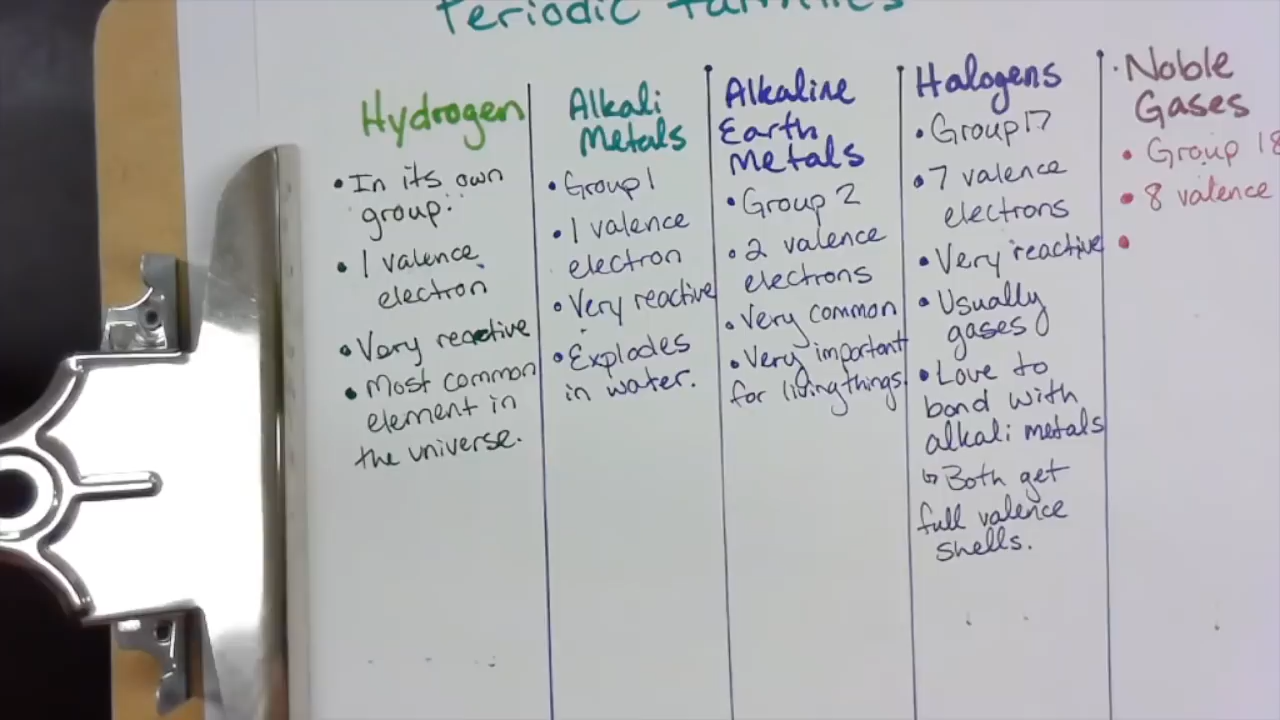 Periodic Families
Hydrogen
• In its own
group.
• 1 valence
electron
• Very reactive
• Most common
element in
the universe.
Alkali
Metals
• Group 1
• 1 valence
electron
• Very reactive
• Explodes
in water.
Alkaline
Earth
Metals
• Group 2
• 2 valence
electrons
• Very common
• Very important
for living things.
Halogens
• Group 17
• 7 valence
electrons
• Very reactive
• Usually
gases
• Love to
bond with
alkali metals
↳ Both get
full valence
shells.
Noble
Gases
• Group 18
• 8 valence
•